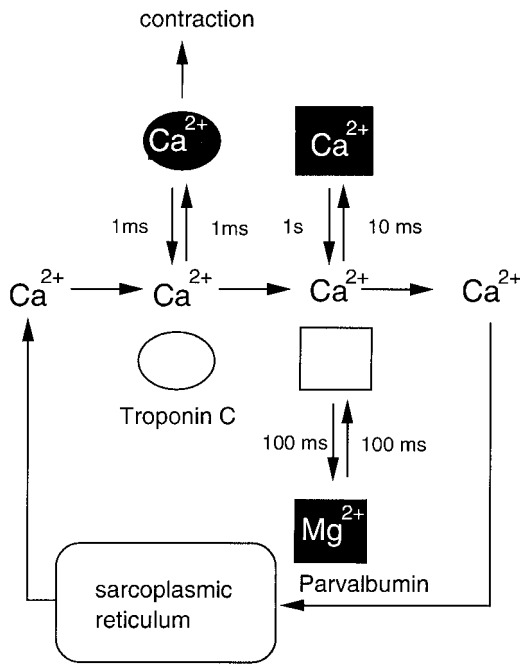 contraction
Ca2+ Ca2+
1ms 1ms 1s 10 ms
Ca2+ Ca2+ Ca2+ Ca2+
Troponin C
100 ms 100 ms
Mg2+
Parvalbumin
sarcoplasmic
reticulum